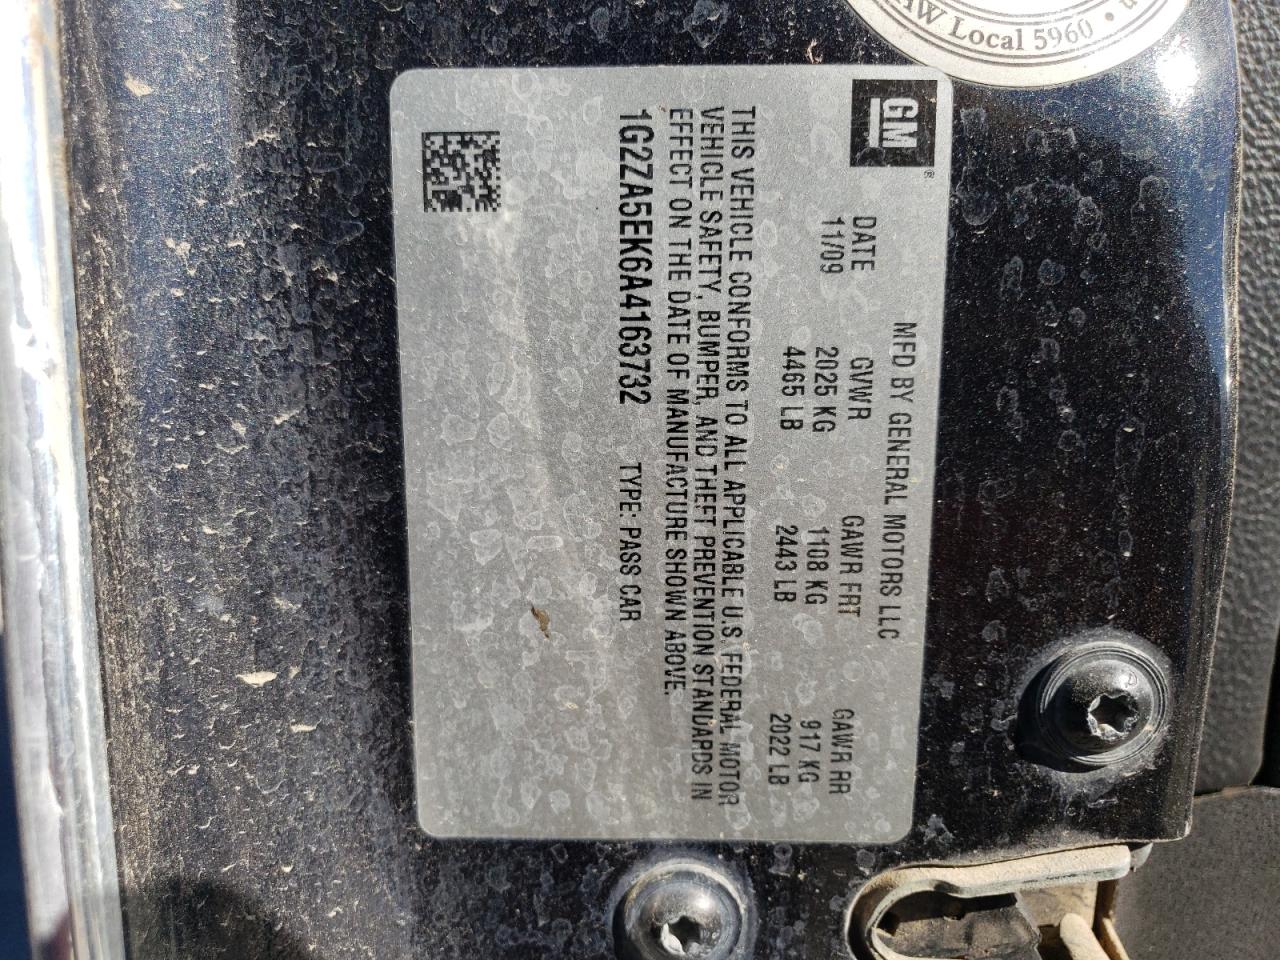 UAW Local 5960 •
GM
®
MFD BY GENERAL MOTORS LLC
DATE GVWR GAWR FRT GAWR RR
11/09 2025 KG 1108 KG 917 KG
4465 LB 2443 LB 2022 LB
THIS VEHICLE CONFORMS TO ALL APPLICABLE U.S. FEDERAL MOTOR
VEHICLE SAFETY, BUMPER, AND THEFT PREVENTION STANDARDS IN
EFFECT ON THE DATE OF MANUFACTURE SHOWN ABOVE.
1G2ZA5EK6A4163732 TYPE: PASS CAR